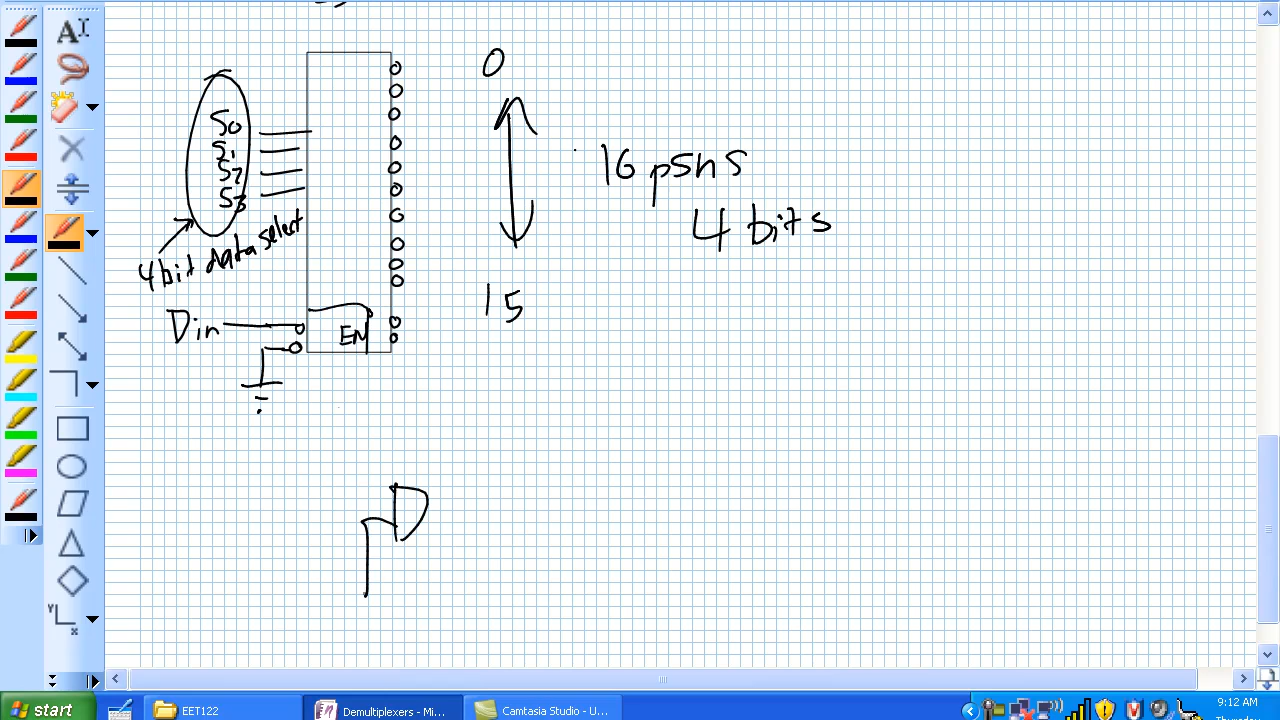 0
S0
S1
S2
S3
16 psns
4 bits
4 bit data select
15
Din
EN
D
start
EET122
Demultiplexers - Mi...
Camtasia Studio - U...
9:12 AM
Thursday